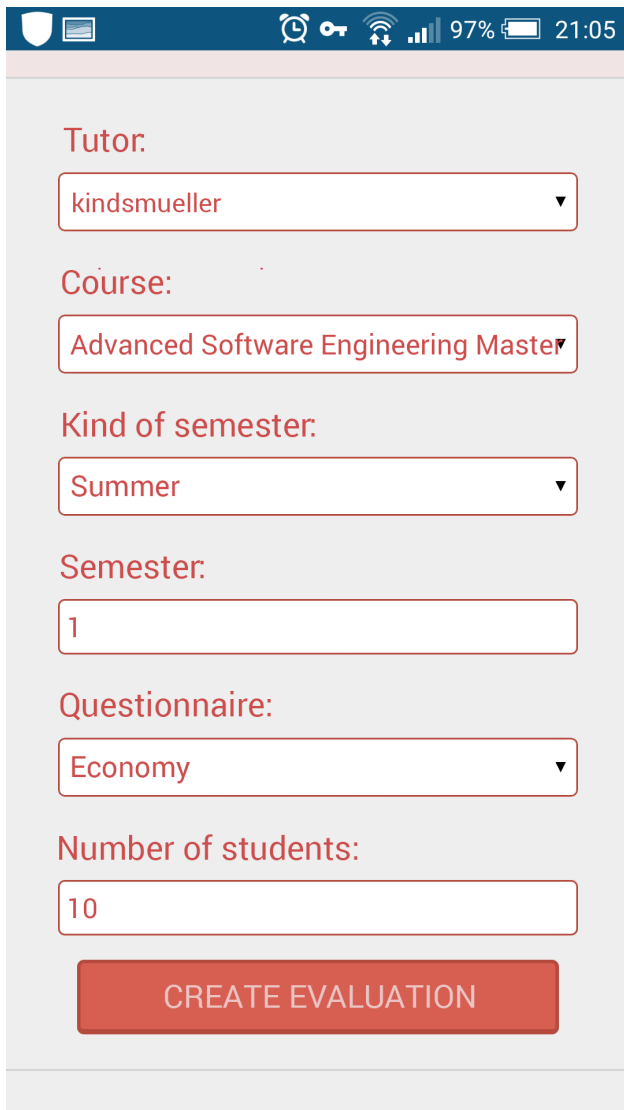 97% 21:05
Tutor:
kindsmueller
Course:
Advanced Software Engineering Master
Kind of semester:
Summer
Semester:
1
Questionnaire:
Economy
Number of students:
10
CREATE EVALUATION